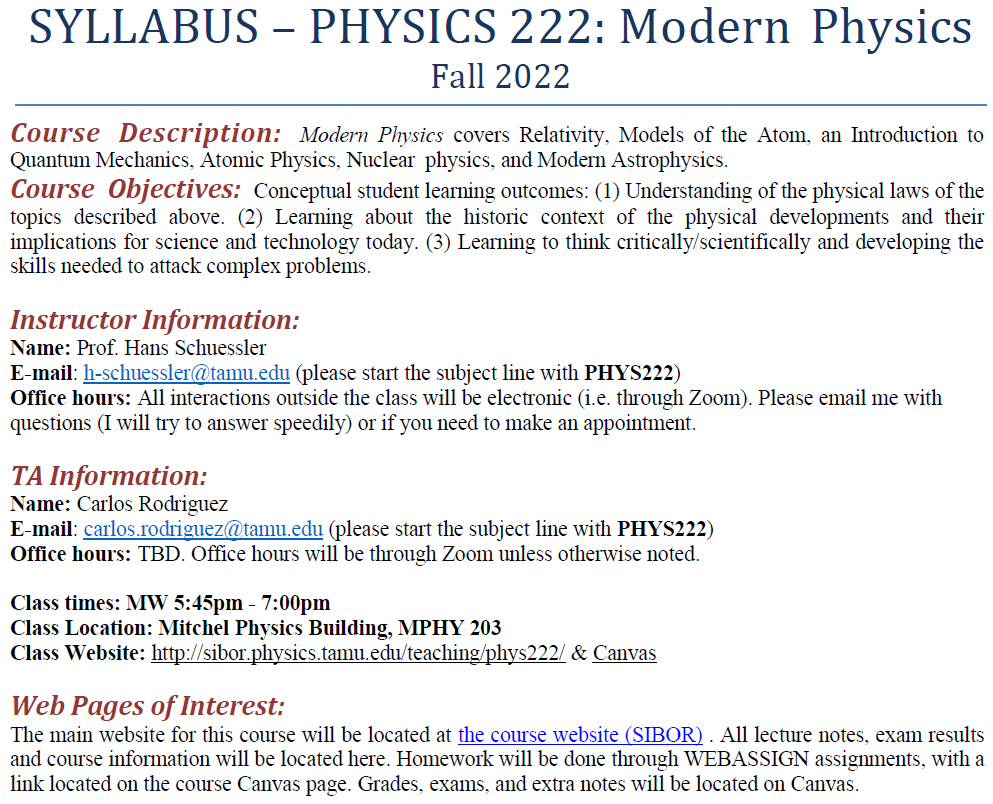 SYLLABUS – PHYSICS 222: Modern Physics
Fall 2022
Course Description: Modern Physics covers Relativity, Models of the Atom, an Introduction to
Quantum Mechanics, Atomic Physics, Nuclear physics, and Modern Astrophysics.
Course Objectives: Conceptual student learning outcomes: (1) Understanding of the physical laws of the
topics described above. (2) Learning about the historic context of the physical developments and their
implications for science and technology today. (3) Learning to think critically/scientifically and developing the
skills needed to attack complex problems.
Instructor Information:
Name: Prof. Hans Schuessler
E-mail: h-schuessler@tamu.edu (please start the subject line with PHYS222)
Office hours: All interactions outside the class will be electronic (i.e. through Zoom). Please email me with
questions (I will try to answer speedily) or if you need to make an appointment.
TA Information:
Name: Carlos Rodriguez
E-mail: carlos.rodriguez@tamu.edu (please start the subject line with PHYS222)
Office hours: TBD. Office hours will be through Zoom unless otherwise noted.
Class times: MW 5:45pm - 7:00pm
Class Location: Mitchel Physics Building, MPHY 203
Class Website: http://sibor.physics.tamu.edu/teaching/phys222/ & Canvas
Web Pages of Interest:
The main website for this course will be located at the course website (SIBOR) . All lecture notes, exam results
and course information will be located here. Homework will be done through WEBASSIGN assignments, with a
link located on the course Canvas page. Grades, exams, and extra notes will be located on Canvas.